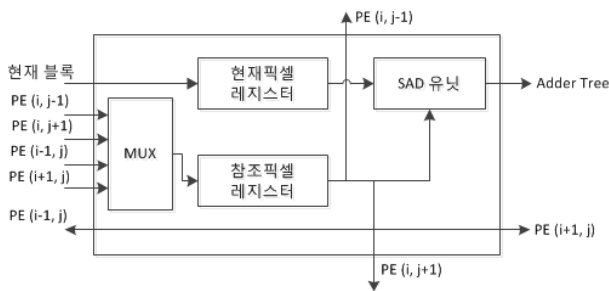 PE (i, j-1)
현재 블록
현재픽셀
레지스터
SAD 유닛
Adder Tree
PE (i, j-1)
PE (i, j+1)
PE (i-1, j)
PE (i+1, j)
MUX
참조픽셀
레지스터
PE (i-1, j)
PE (i+1, j)
PE (i, j+1)